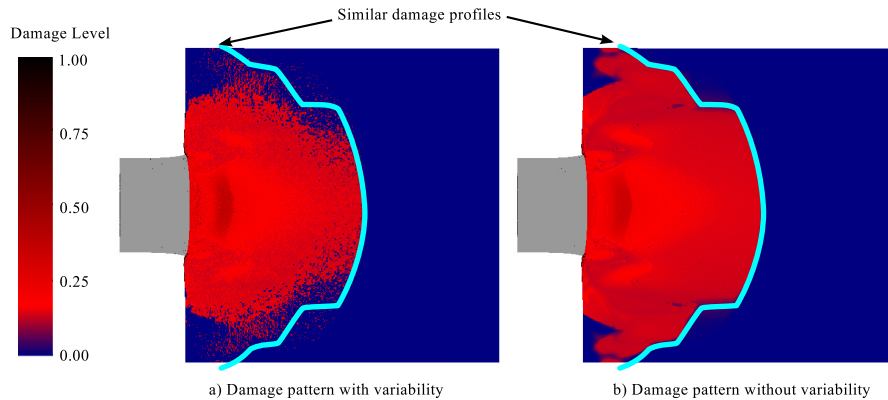 Similar damage profiles
Damage Level
1.00
0.75
0.50
0.25
0.00
a) Damage pattern with variability
b) Damage pattern without variability